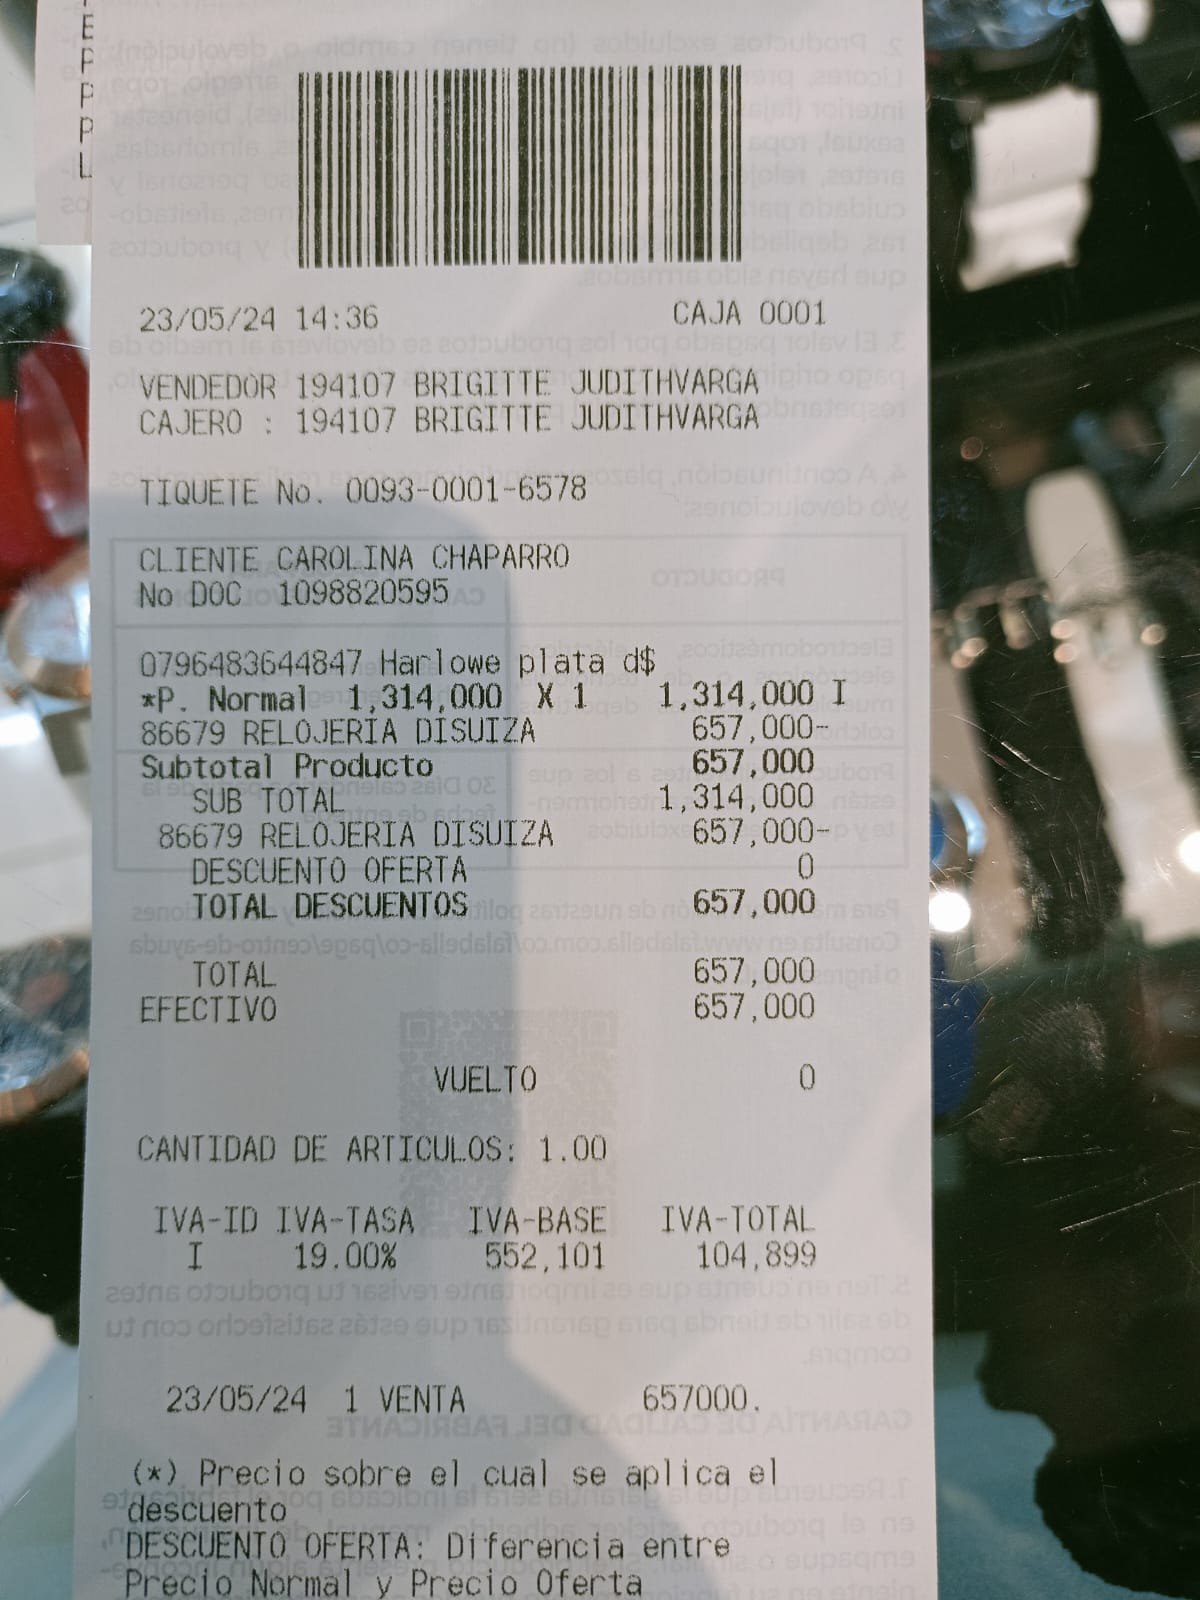 E
P
P
P
L
23/05/24 14:36 CAJA 0001
VENDEDOR 194107 BRIGITTE JUDITHVARGA
CAJERO : 194107 BRIGITTE JUDITHVARGA
TIQUETE No. 0093-0001-6578
CLIENTE CAROLINA CHAPARRO
No DOC 1098820595
0796483644847 Harlowe plata d$
*P. Normal 1,314,000 X 1 1,314,000 I
86679 RELOJERIA DISUIZA 657,000-
Subtotal Producto 657,000
SUB TOTAL 1,314,000
86679 RELOJERIA DISUIZA 657,000-
DESCUENTO OFERTA 0
TOTAL DESCUENTOS 657,000
TOTAL 657,000
EFECTIVO 657,000
VUELTO 0
CANTIDAD DE ARTICULOS: 1.00
IVA-ID IVA-TASA IVA-BASE IVA-TOTAL
I 19.00% 552,101 104,899
23/05/24 1 VENTA 657000.
(*) Precio sobre el cual se aplica el
descuento
DESCUENTO OFERTA: Diferencia entre
Precio Normal y Precio Oferta